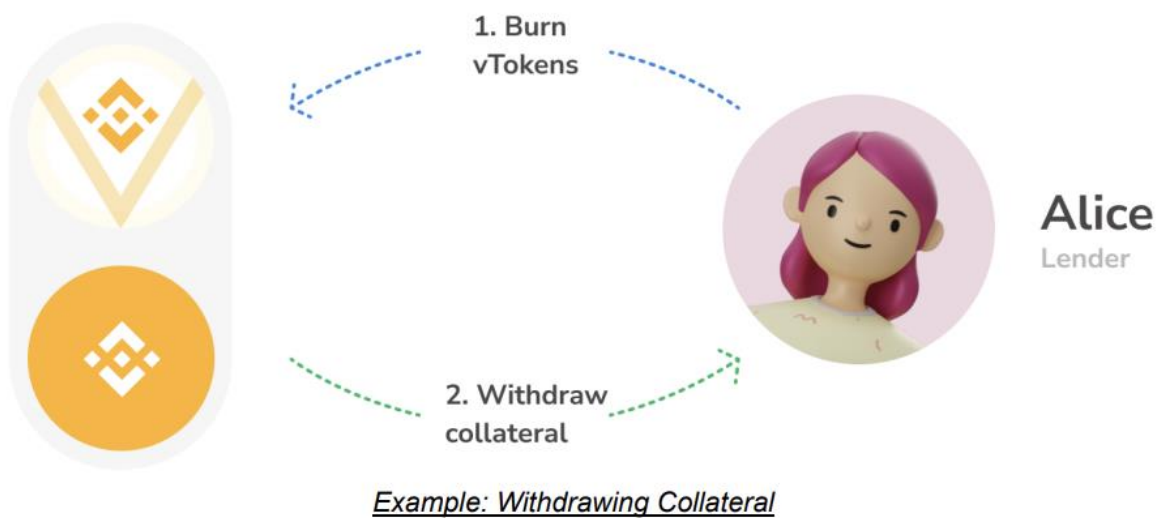 1. Burn
vTokens
Alice
Lender
2. Withdraw
collateral
Example: Withdrawing Collateral